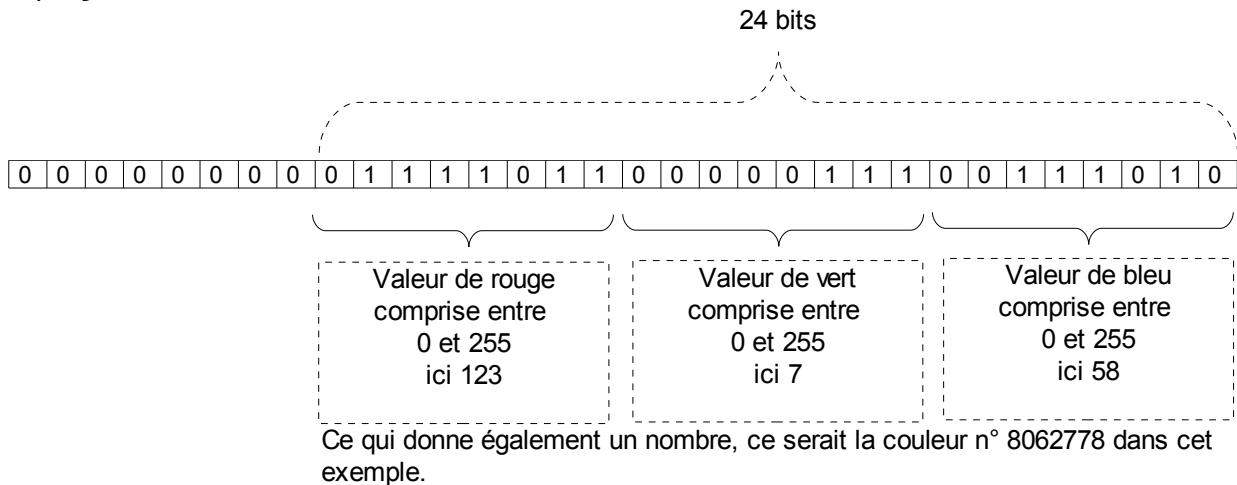 24 bits
0 0 0 0 0 0 0 0 0 1 1 1 1 0 1 1 0 0 0 0 0 1 1 1 0 0 1 1 1 0 1 0
Valeur de rouge
comprise entre
0 et 255
ici 123
Valeur de vert
comprise entre
0 et 255
ici 7
Valeur de bleu
comprise entre
0 et 255
ici 58
Ce qui donne également un nombre, ce serait la couleur n° 8062778 dans cet
exemple.